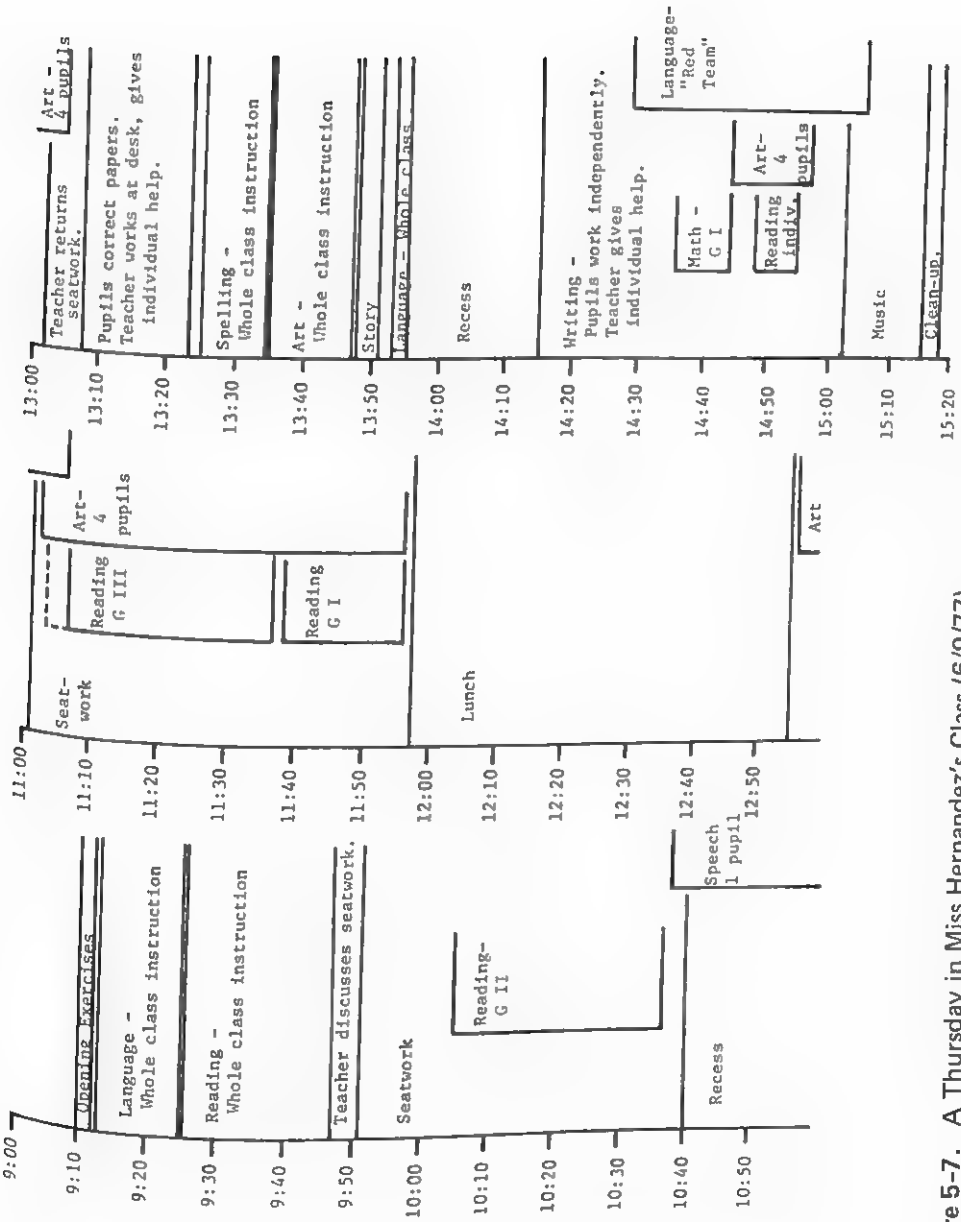 9:00
9:10
9:20
9:30
9:40
9:50
10:00
10:10
10:20
10:30
10:40
10:50
Opening Exercises
Language -
Whole class instruction
Reading -
Whole class instruction
Teacher discusses seatwork.
Seatwork
Reading-
G II
Recess
Speech
1 pupil
11:00
11:10
11:20
11:30
11:40
11:50
12:00
12:10
12:20
12:30
12:40
12:50
Seat-
work
Reading
G III
Art-
4
pupils
Reading
G I
Lunch
Art
13:00
13:10
13:20
13:30
13:40
13:50
14:00
14:10
14:20
14:30
14:40
14:50
15:00
15:10
15:20
Teacher returns
seatwork.
Art -
4 pupils
Pupils correct papers.
Teacher works at desk, gives
individual help.
Spelling -
Whole class instruction
Art -
Whole class instruction
Story
Language - Whole class
Recess
Writing -
Pupils work independently.
Teacher gives
individual help.
Math -
G I
Reading
indiv.
Art-
4
pupils
Language-
"Red
Team"
Music
Clean-up.
re 5-7. A Thursday in Miss Hernandez's Class (6/9/77)